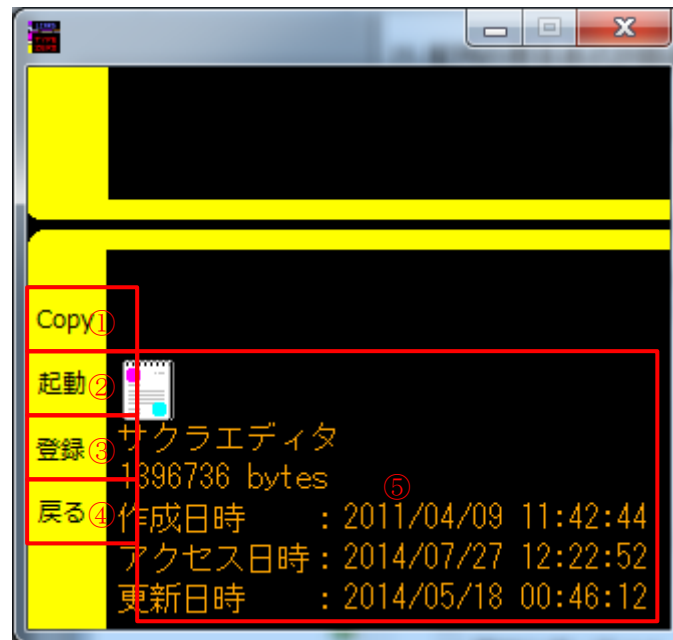 Copy①
起動②
登録③
戻る④
サクラエディタ
1396736 bytes
⑤
作成日時 : 2011/04/09 11:42:44
アクセス日時 : 2014/07/27 12:22:52
更新日時 : 2014/05/18 00:46:12